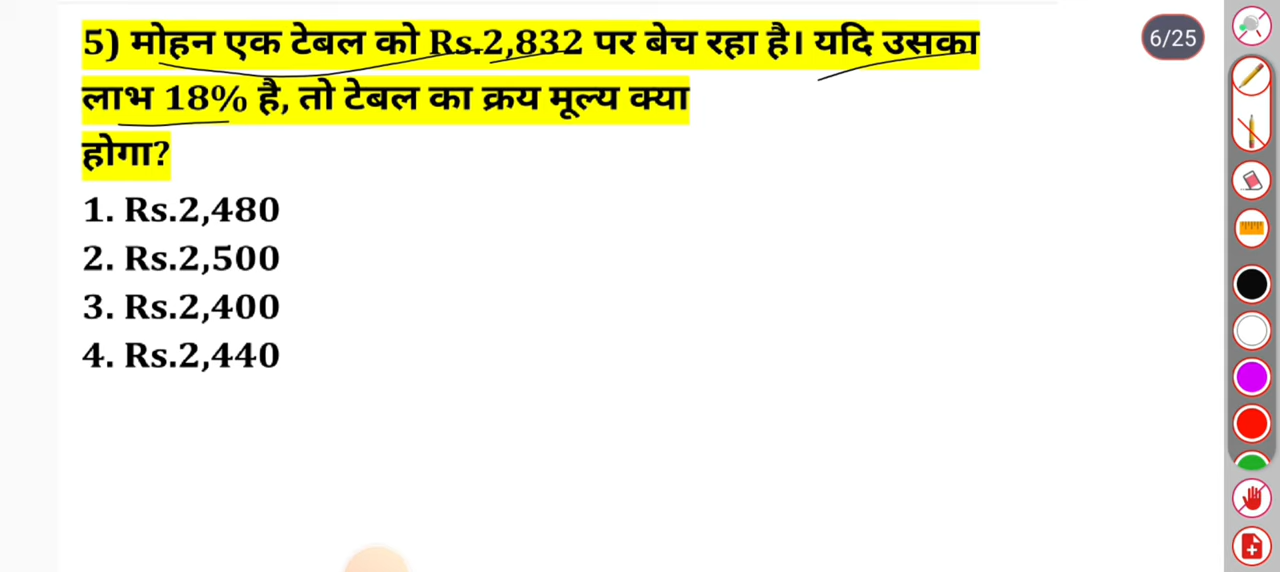 5) मोहन एक टेबल को Rs.2,832 पर बेच रहा है। यदि उसका
लाभ 18% है, तो टेबल का क्रय मूल्य क्या
होगा?
1. Rs.2,480
2. Rs.2,500
3. Rs.2,400
4. Rs.2,440
6/25